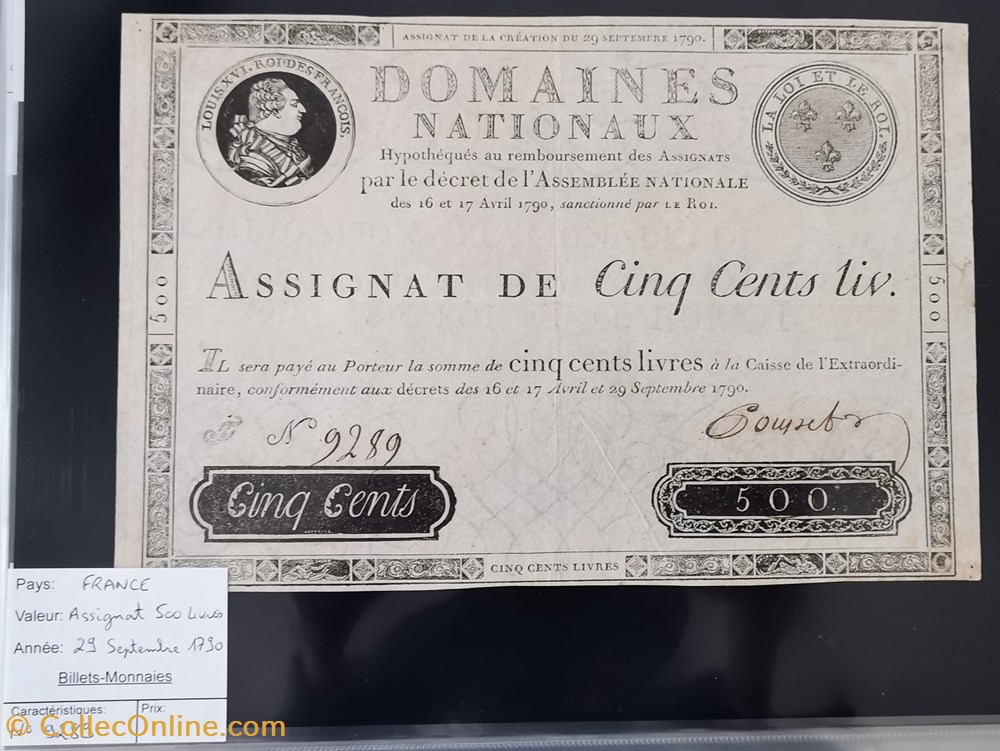 ASSIGNAT DE LA CRÉATION DU 29 SEPTEMBRE 1790.
LOUIS XVI, ROI DES FRANÇOIS.
LA LOI ET LE ROI.
DOMAINES
NATIONAUX
Hypothéqués au remboursement des ASSIGNATS
par le décret de l'ASSEMBLÉE NATIONALE
des 16 et 17 Avril 1790, sanctionné par LE ROI.
500
500
ASSIGNAT DE Cinq Cents liv.
IL sera payé au Porteur la somme de cinq cents livres à la Caisse de l'Extraordi-
naire, conformément aux décrets des 16 et 17 Avril et 29 Septembre 1790.
N° 9289
Cinq Cents
500
CINQ CENTS LIVRES
Pays: FRANCE
Valeur: Assignat 500 Livres
Année: 29 Septembre 1790
Billets-Monnaies
Caractéristiques:
Prix:
© CollecOnline.com